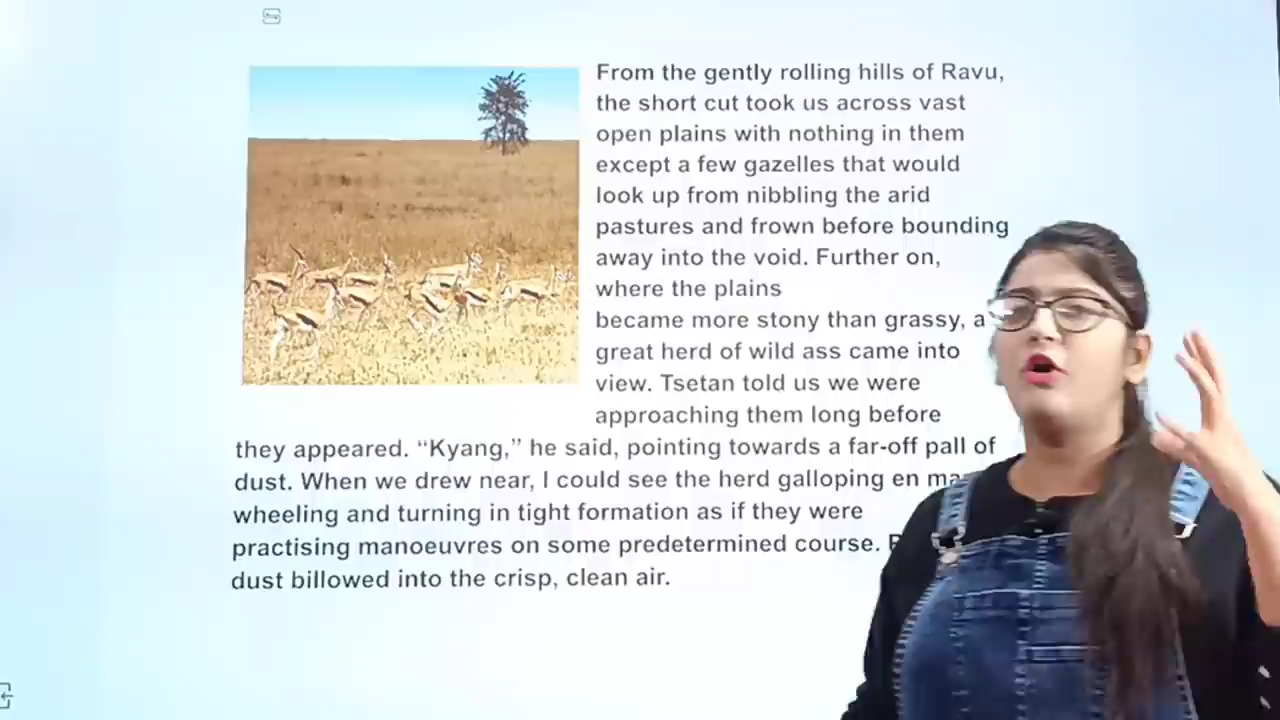 From the gently rolling hills of Ravu,
the short cut took us across vast
open plains with nothing in them
except a few gazelles that would
look up from nibbling the arid
pastures and frown before bounding
away into the void. Further on,
where the plains
became more stony than grassy, a
great herd of wild ass came into
view. Tsetan told us we were
approaching them long before
they appeared. “Kyang,” he said, pointing towards a far-off pall of
dust. When we drew near, I could see the herd galloping en
wheeling and turning in tight formation as if they were
practising manoeuvres on some predetermined course.
dust billowed into the crisp, clean air.